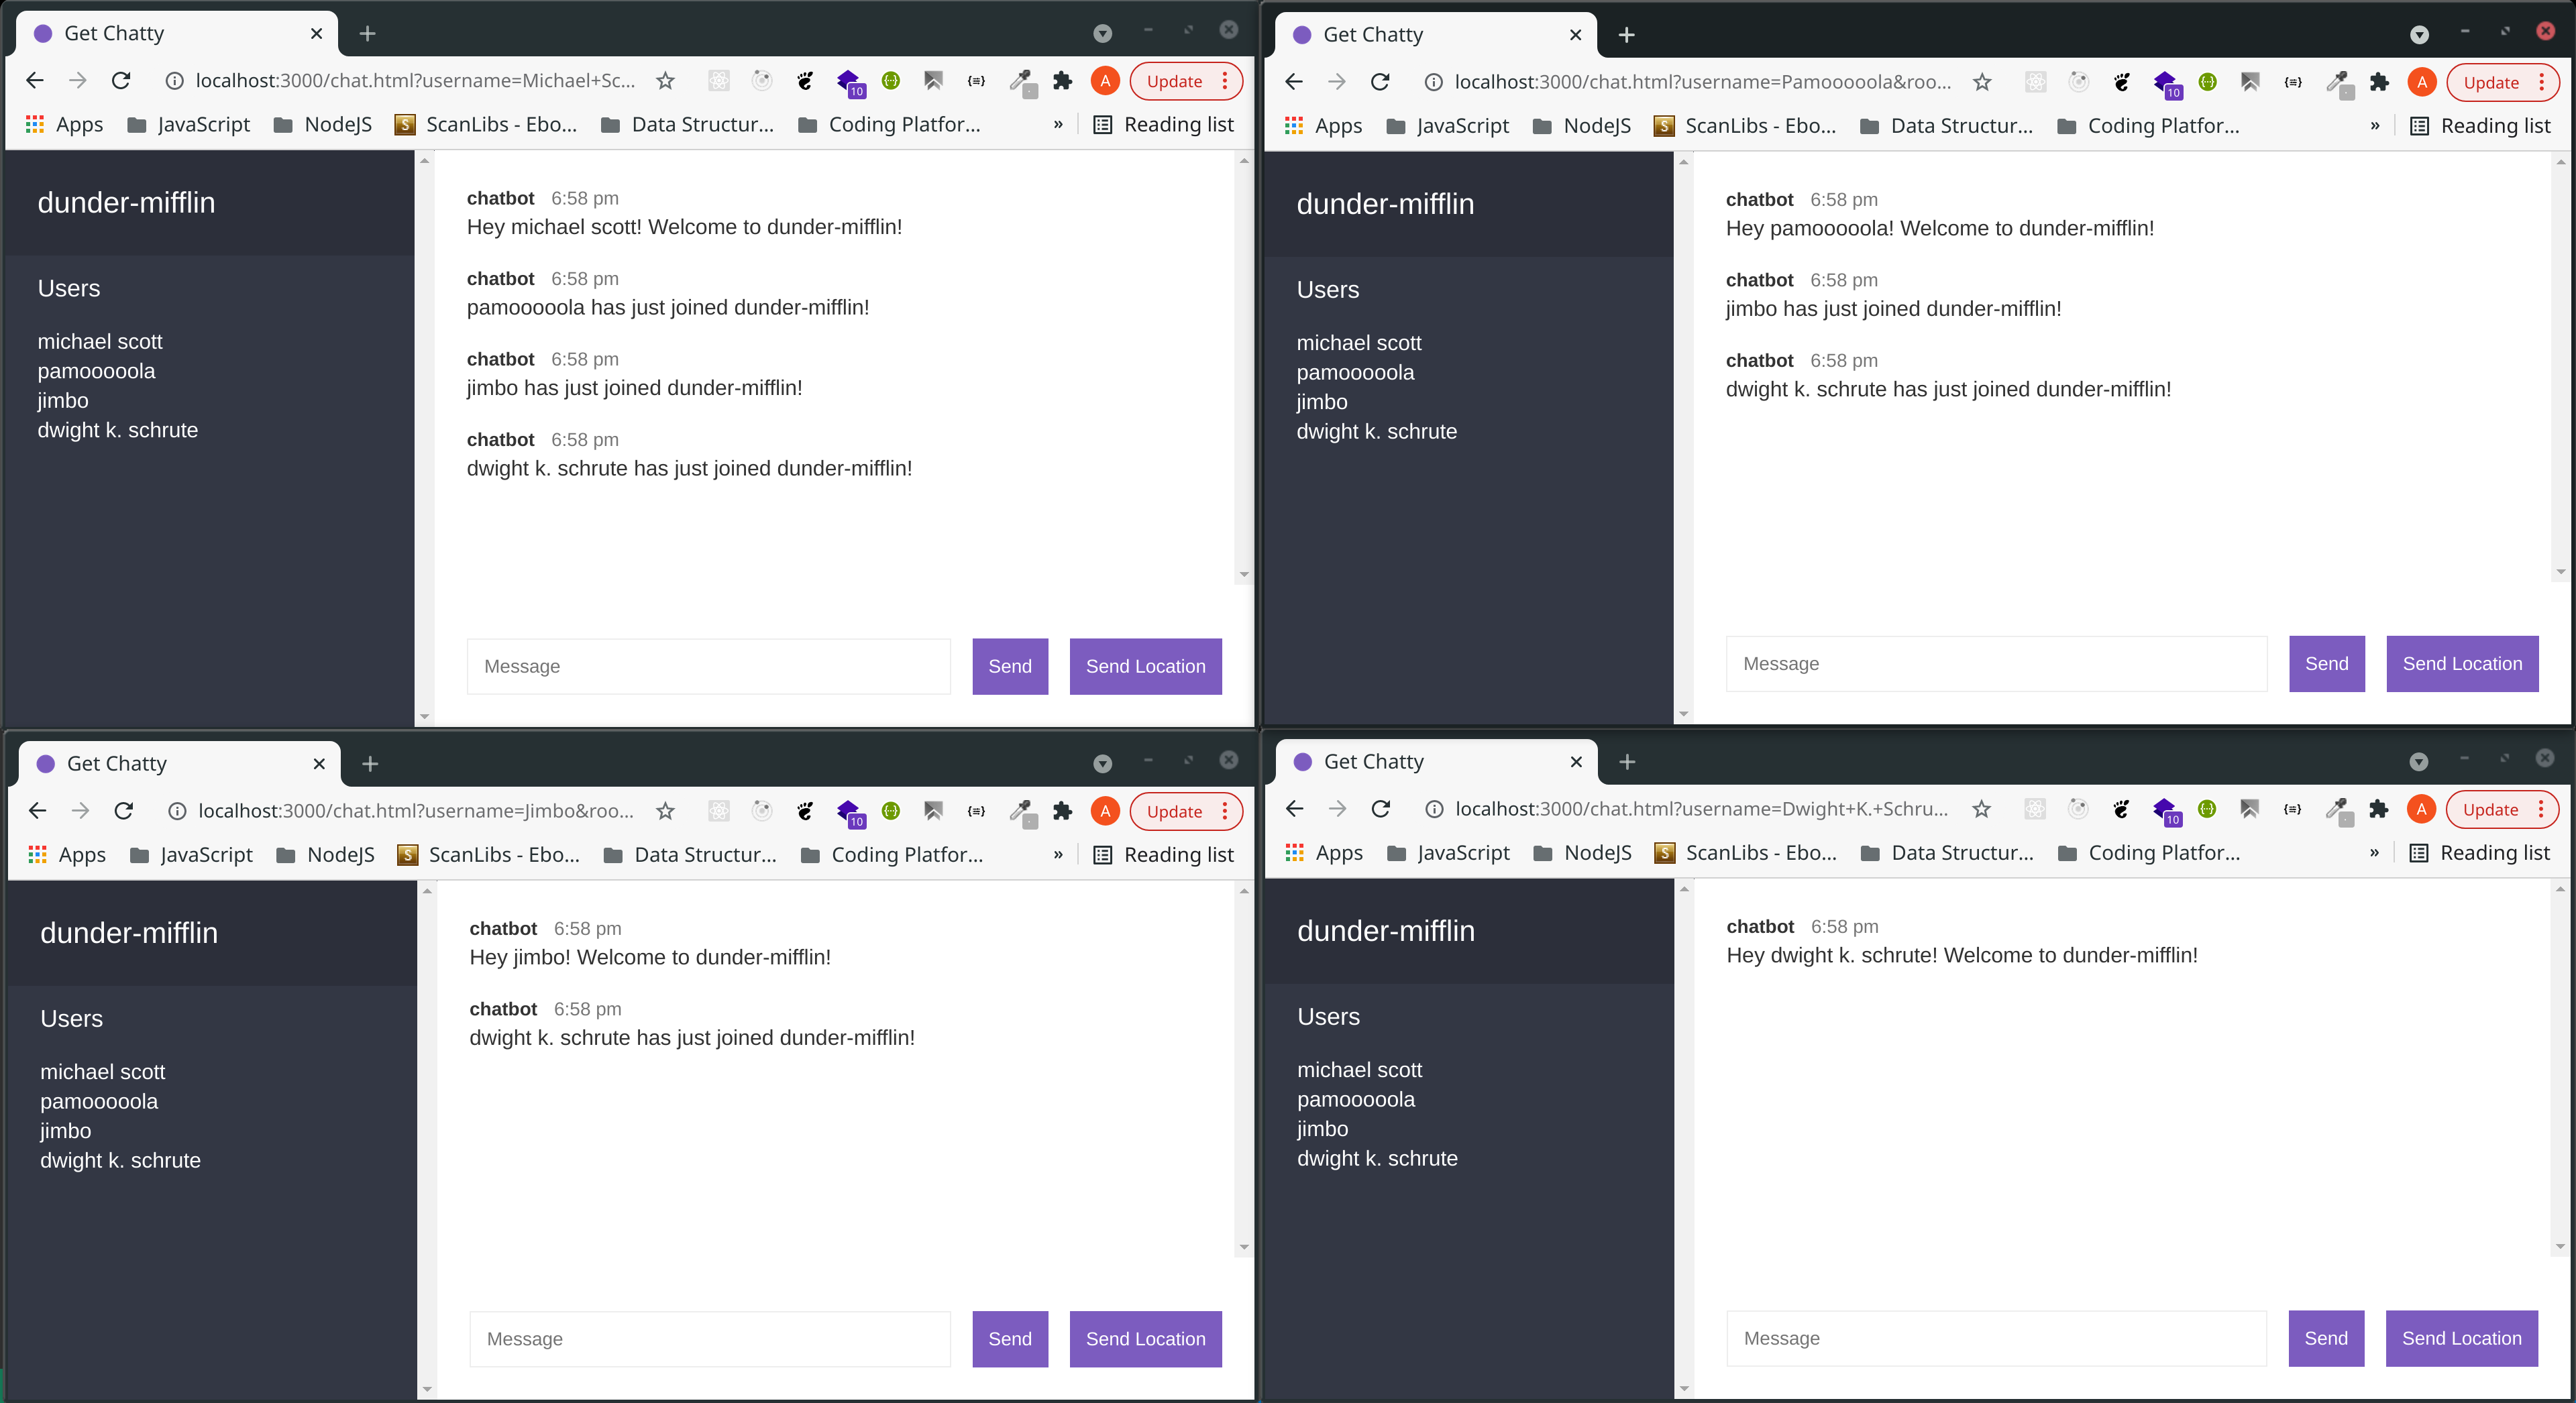 Get Chatty
localhost:3000/chat.html?username=Michael+Sc...
10
A
Update
Apps JavaScript NodeJS S ScanLibs - Ebo... Data Structur... Coding Platfor... » Reading list
dunder-mifflin
Users
michael scott
pamooooola
jimbo
dwight k. schrute
chatbot 6:58 pm
Hey michael scott! Welcome to dunder-mifflin!
chatbot 6:58 pm
pamooooola has just joined dunder-mifflin!
chatbot 6:58 pm
jimbo has just joined dunder-mifflin!
chatbot 6:58 pm
dwight k. schrute has just joined dunder-mifflin!
Message Send Send Location
Get Chatty
localhost:3000/chat.html?username=Pamooooola&roo...
10
A
Update
Apps JavaScript NodeJS S ScanLibs - Ebo... Data Structur... Coding Platfor... » Reading list
dunder-mifflin
Users
michael scott
pamooooola
jimbo
dwight k. schrute
chatbot 6:58 pm
Hey pamooooola! Welcome to dunder-mifflin!
chatbot 6:58 pm
jimbo has just joined dunder-mifflin!
chatbot 6:58 pm
dwight k. schrute has just joined dunder-mifflin!
Message Send Send Location
Get Chatty
localhost:3000/chat.html?username=Jimbo&roo...
10
A
Update
Apps JavaScript NodeJS S ScanLibs - Ebo... Data Structur... Coding Platfor... » Reading list
dunder-mifflin
Users
michael scott
pamooooola
jimbo
dwight k. schrute
chatbot 6:58 pm
Hey jimbo! Welcome to dunder-mifflin!
chatbot 6:58 pm
dwight k. schrute has just joined dunder-mifflin!
Message Send Send Location
Get Chatty
localhost:3000/chat.html?username=Dwight+K.+Schru...
10
A
Update
Apps JavaScript NodeJS S ScanLibs - Ebo... Data Structur... Coding Platfor... » Reading list
dunder-mifflin
Users
michael scott
pamooooola
jimbo
dwight k. schrute
chatbot 6:58 pm
Hey dwight k. schrute! Welcome to dunder-mifflin!
Message Send Send Location